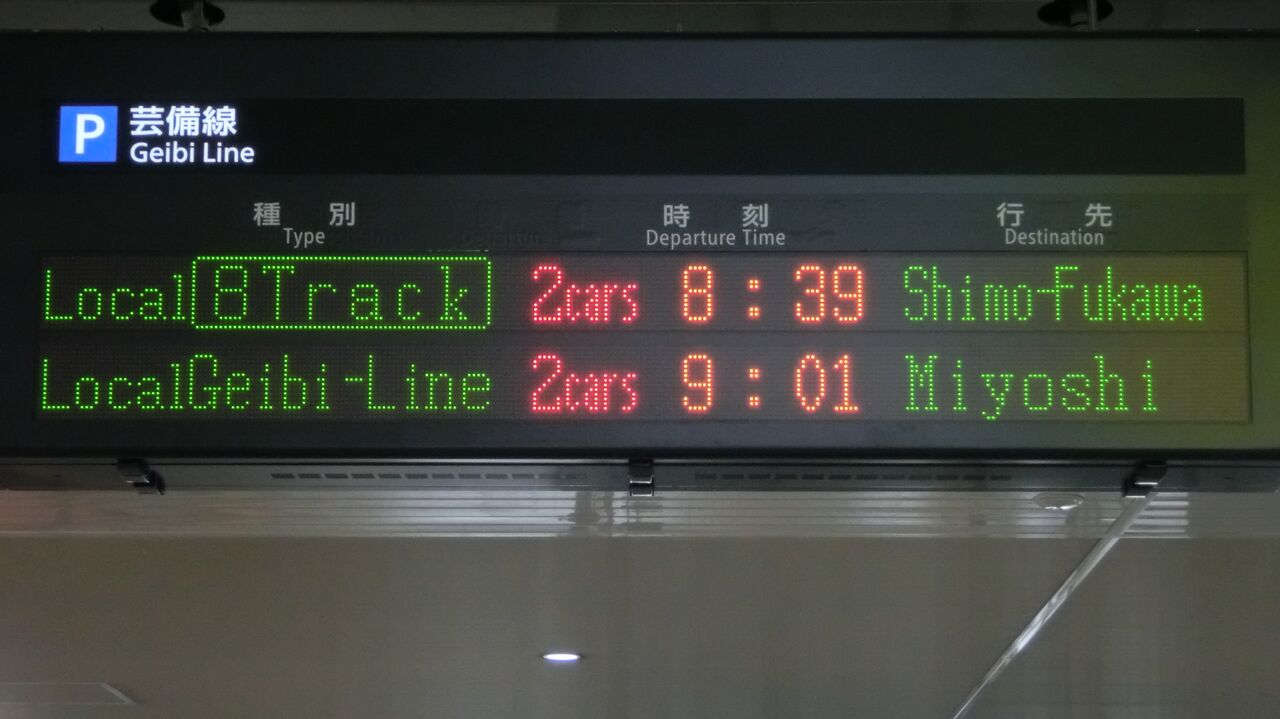 P 芸備線
Geibi Line
種別 時刻 行先
Type Departure Time Destination
Local 8Track 2cars 8:39 Shimo-Fukawa
Local Geibi-Line 2cars 9:01 Miyoshi